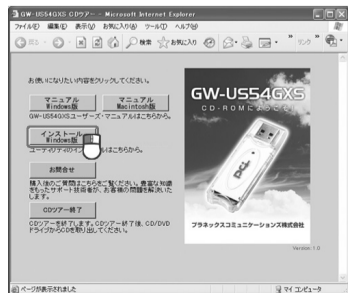 GW-US54GXS CDツアー - Microsoft Internet Explorer
ファイル(F) 編集(E) 表示(V) お気に入り(A) ツール(T) ヘルプ(H)
戻る 検索 お気に入り リンク
お使いになりたい内容をクリックしてください。
マニュアル Windows版
マニュアル Macintosh版
GW-US54GXSユーザーズ・マニュアルはこちらから。
インストール Windows版
ユーティリティのインストールはこちらから。
お問合せ
購入後のご質問はこちらをご覧ください。豊富な知識
をもったサポート技術者が、お客様の問題を解決いた
します。
CDツアー終了
CDツアーを終了します。CDツアー終了後、CD/DVD
ドライブからCDを取り出してください。
GW-US54GXS
CD-ROMにようこそ!
PCi
プラネックスコミュニケーションズ株式会社
Version: 1.0
ページが表示されました
マイ コンピュータ